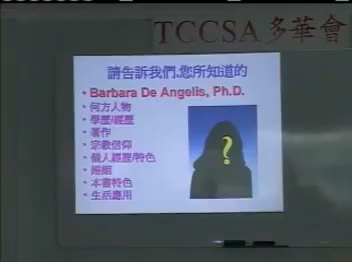 TCCSA 多華會
請告訴我們,您所知道的
• Barbara De Angelis, Ph.D.
• 何方人物
• 學歷/經歷
• 著作
• 宗教信仰
• 個人經歷/特色
• 婚姻
• 本書特色
• 生活應用
?